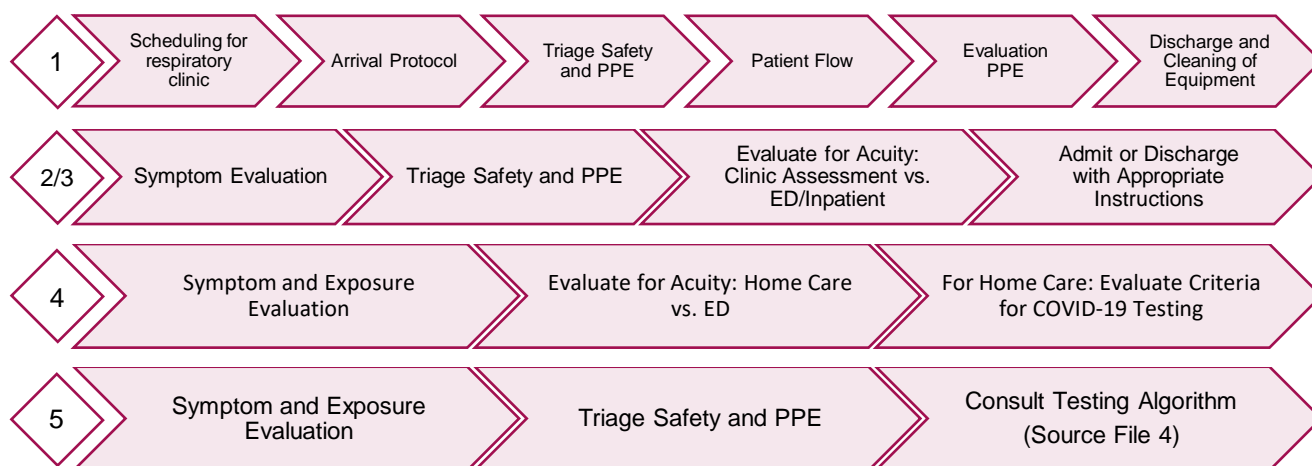 1
Scheduling for
respiratory
clinic
Arrival Protocol
Triage Safety
and PPE
Patient Flow
Evaluation
PPE
Discharge and
Cleaning of
Equipment
2/3
Symptom Evaluation
Triage Safety and PPE
Evaluate for Acuity:
Clinic Assessment vs.
ED/Inpatient
Admit or Discharge
with Appropriate
Instructions
4
Symptom and Exposure
Evaluation
Evaluate for Acuity: Home Care
vs. ED
For Home Care: Evaluate Criteria
for COVID-19 Testing
5
Symptom and Exposure
Evaluation
Triage Safety and PPE
Consult Testing Algorithm
(Source File 4)